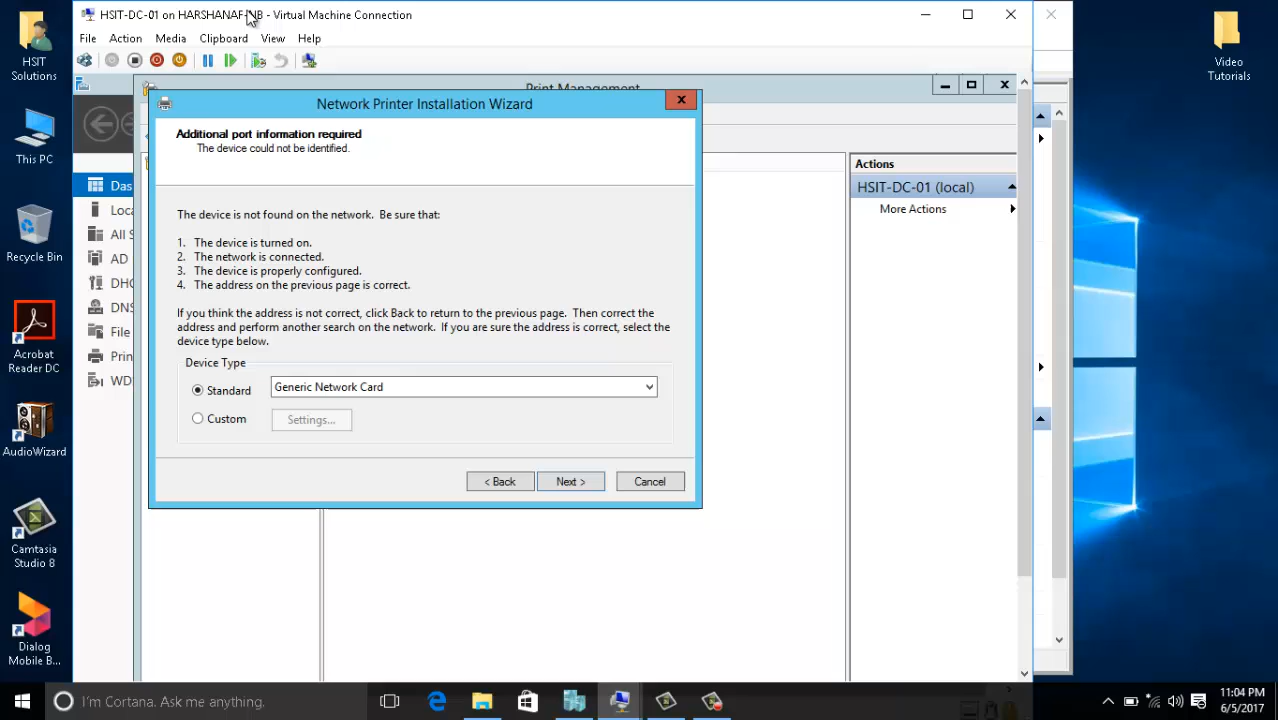 HSIT-DC-01 on HARSHANAF-NB - Virtual Machine Connection
File Action Media Clipboard View Help
Print Management
Network Printer Installation Wizard
Additional port information required
The device could not be identified.
The device is not found on the network. Be sure that:
1. The device is turned on.
2. The network is connected.
3. The device is properly configured.
4. The address on the previous page is correct.
If you think the address is not correct, click Back to return to the previous page. Then correct the
address and perform another search on the network. If you are sure the address is correct, select the
device type below.
Device Type
Standard
Generic Network Card
Custom
Settings...
< Back
Next >
Cancel
Das
Loca
All S
AD
DHC
DNS
File
Prin
WD
Actions
HSIT-DC-01 (local)
More Actions
HSIT
Solutions
This PC
Recycle Bin
Acrobat
Reader DC
AudioWizard
Camtasia
Studio 8
Dialog
Mobile B...
Video
Tutorials
I'm Cortana. Ask me anything.
11:04 PM
6/5/2017